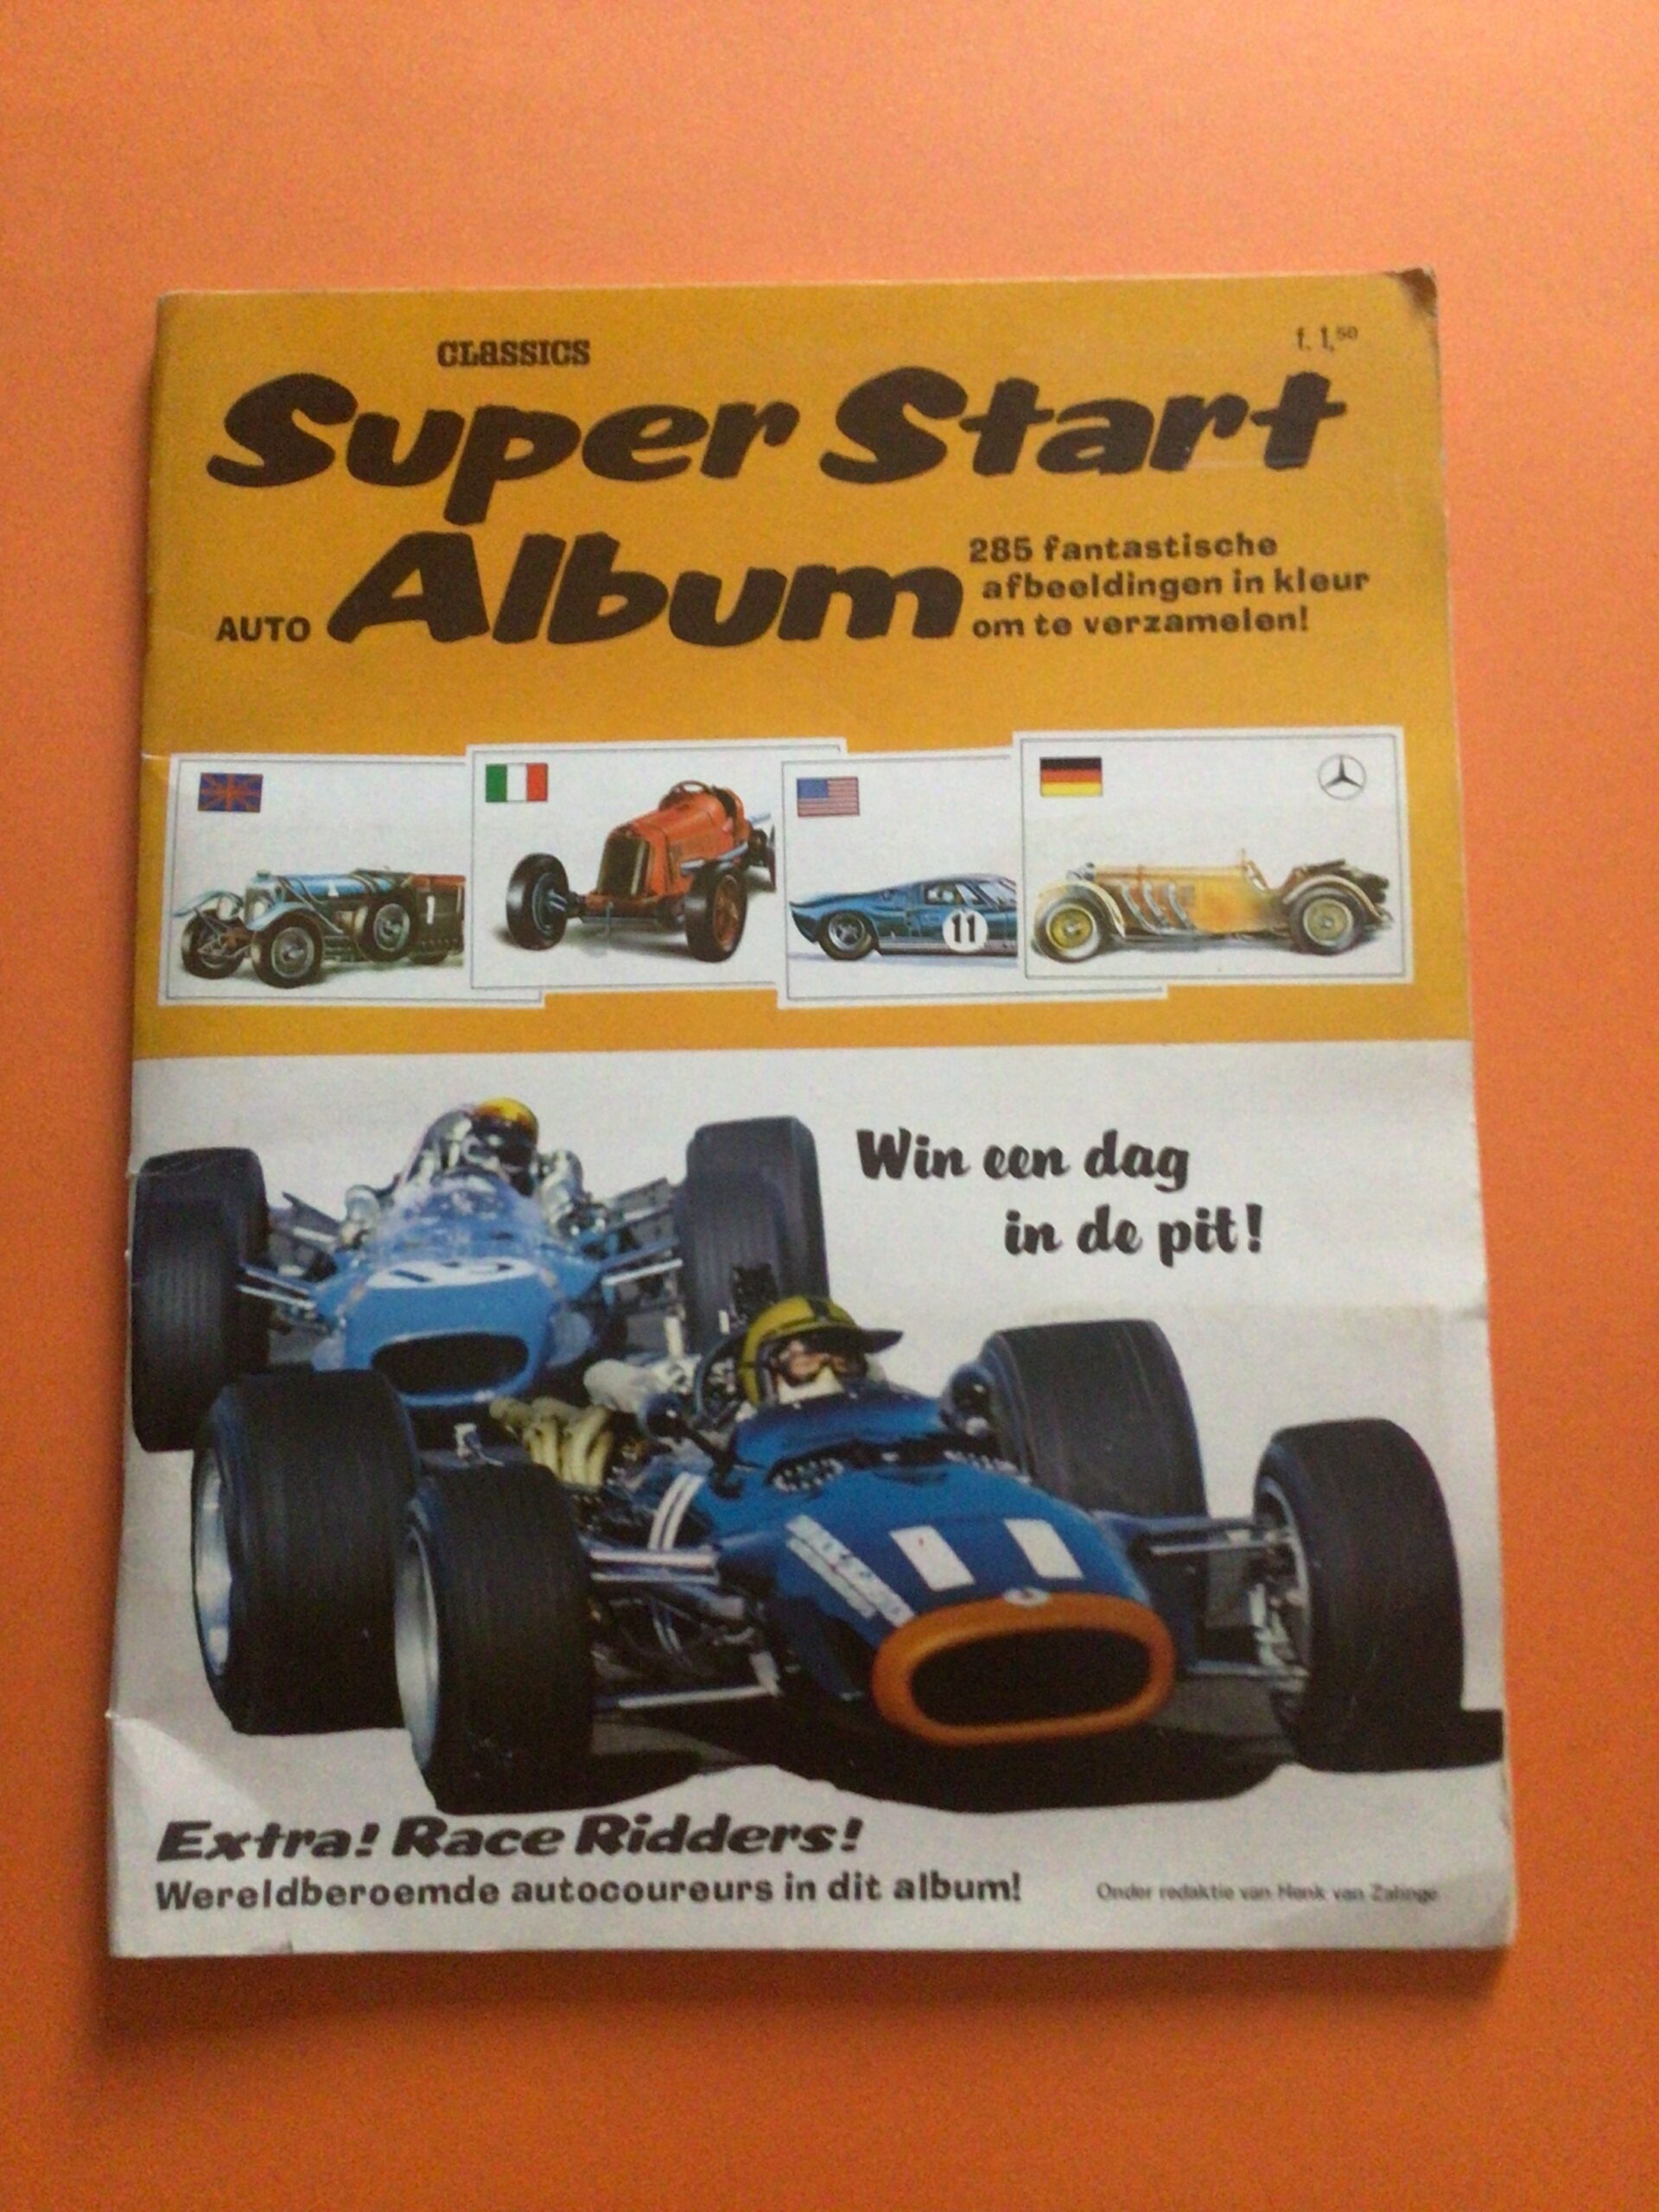 CLaSSICS
f. 1,50
Super Start
AUTO Album
285 fantastische
afbeeldingen in kleur
om te verzamelen!
11
Win een dag
in de pit!
Extra! Race Ridders!
Wereldberoemde autocoureurs in dit album!
Onder redaktie van Henk van Zalinge